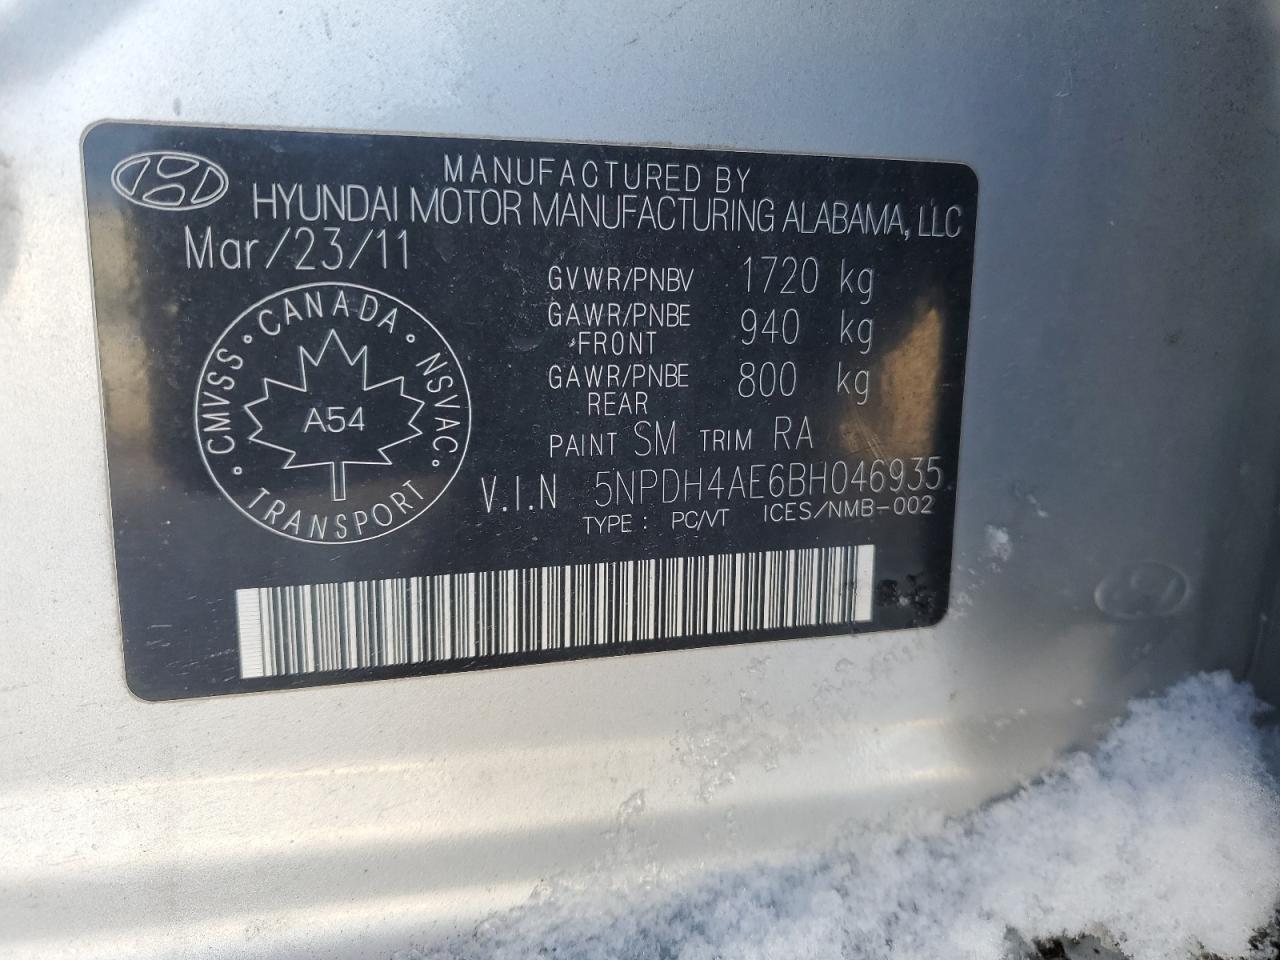 MANUFACTURED BY
HYUNDAI MOTOR MANUFACTURING ALABAMA, LLC
Mar/23/11
GVWR/PNBV 1720 kg
GAWR/PNBE FRONT 940 kg
GAWR/PNBE REAR 800 kg
PAINT SM TRIM RA
V.I.N 5NPDH4AE6BH046935
TYPE : PC/VT ICES/NMB-002
CANADA
CMVSS
NSVAC
A54
TRANSPORT